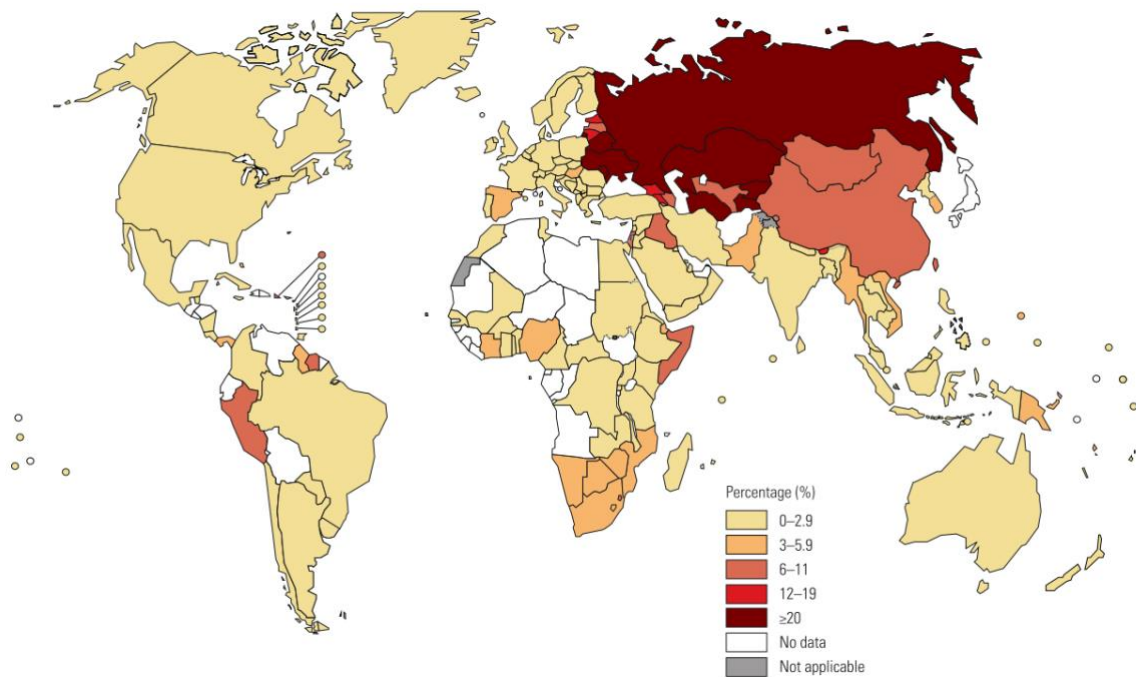 Percentage (%)
0–2.9
3–5.9
6–11
12–19
≥20
No data
Not applicable